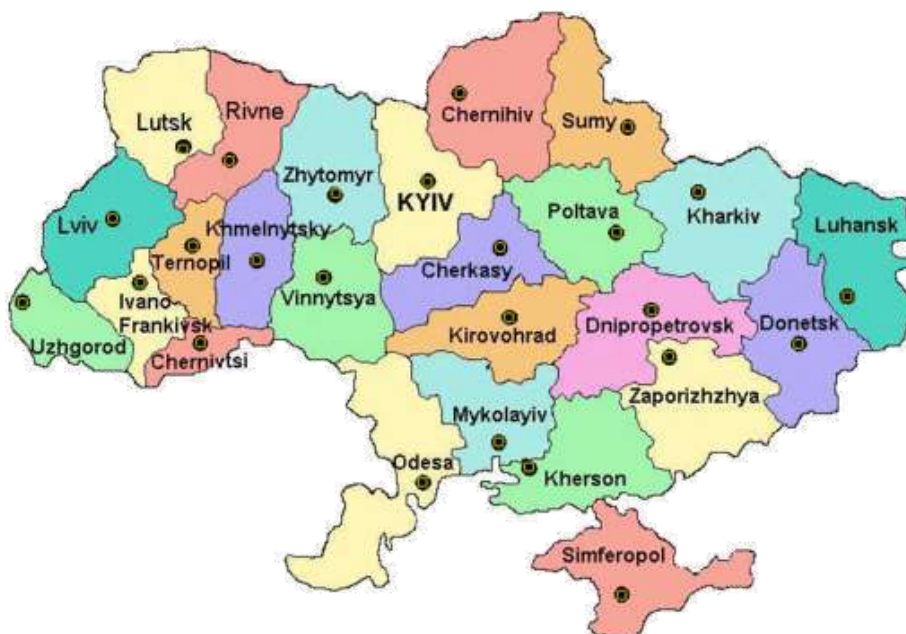 Chernihiv
Sumy
Lutsk
Rivne
Zhytomyr
KYIV
Poltava
Kharkiv
Lviv
Khmelnytsky
Luhansk
Ternopil
Cherkasy
Vinnytsya
Ivano
Frankivsk
Uzhgorod
Chernivtsi
Kirovohrad
Dnipropetrovsk
Donetsk
Zaporizhzhya
Mykolayiv
Odesa
Kherson
Simferopol